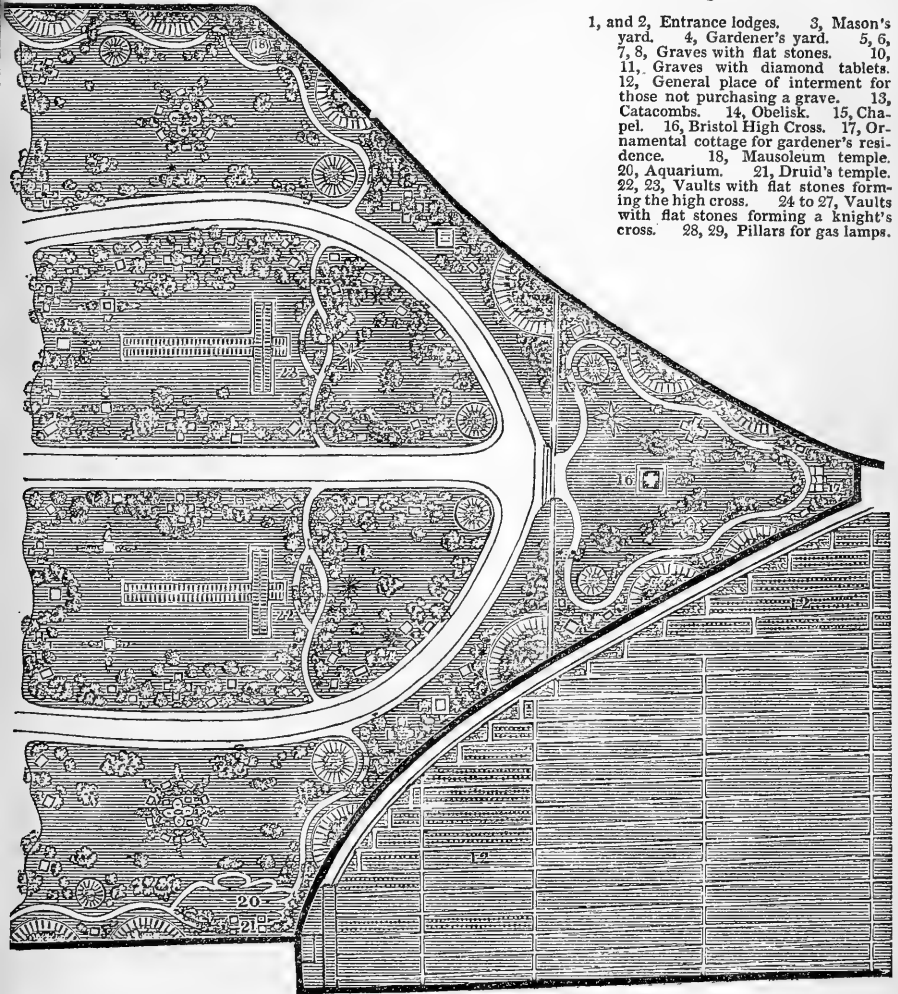 1, and 2, Entrance lodges. 3, Mason's
yard. 4, Gardener's yard. 5, 6,
7, 8, Graves with flat stones. 10,
11, Graves with diamond tablets.
12, General place of interment for
those not purchasing a grave. 13,
Catacombs. 14, Obelisk. 15, Cha-
pel. 16, Bristol High Cross. 17, Or-
namental cottage for gardener's resi-
dence. 18, Mausoleum temple.
20, Aquarium. 21, Druid's temple.
22, 23, Vaults with flat stones form-
ing the high cross. 24 to 27, Vaults
with flat stones forming a knight's
cross. 28, 29, Pillars for gas lamps.
18
23
16
17
12
22
12
20
21